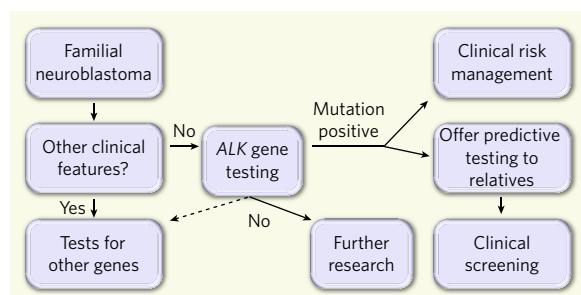 Familial
neuroblastoma
Other clinical
features?
No
ALK gene
testing
Mutation
positive
Clinical risk
management
Offer predictive
testing to
relatives
Yes
No
Tests for
other genes
Further
research
Clinical
screening